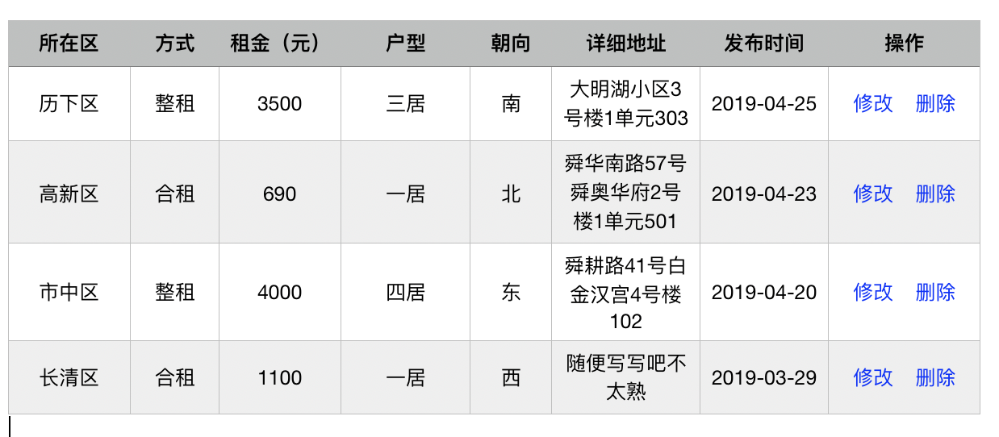 所在区 方式 租金（元） 户型 朝向 详细地址 发布时间 操作
历下区 整租 3500 三居 南 大明湖小区3 2019-04-25 修改 删除
号楼1单元303
高新区 合租 690 一居 北 舜华南路57号 2019-04-23 修改 删除
舜奥华府2号
楼1单元501
市中区 整租 4000 四居 东 舜耕路41号白 2019-04-20 修改 删除
金汉宫4号楼
102
长清区 合租 1100 一居 西 随便写写吧不 2019-03-29 修改 删除
太熟